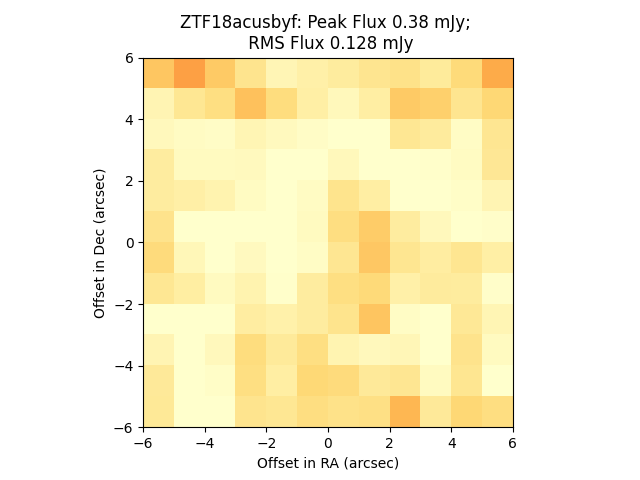 ZTF18acusbyf: Peak Flux 0.38 mJy;
RMS Flux 0.128 mJy
6
4
2
0
−2
−4
−6
Offset in Dec (arcsec)
−6 −4 −2 0 2 4 6
Offset in RA (arcsec)